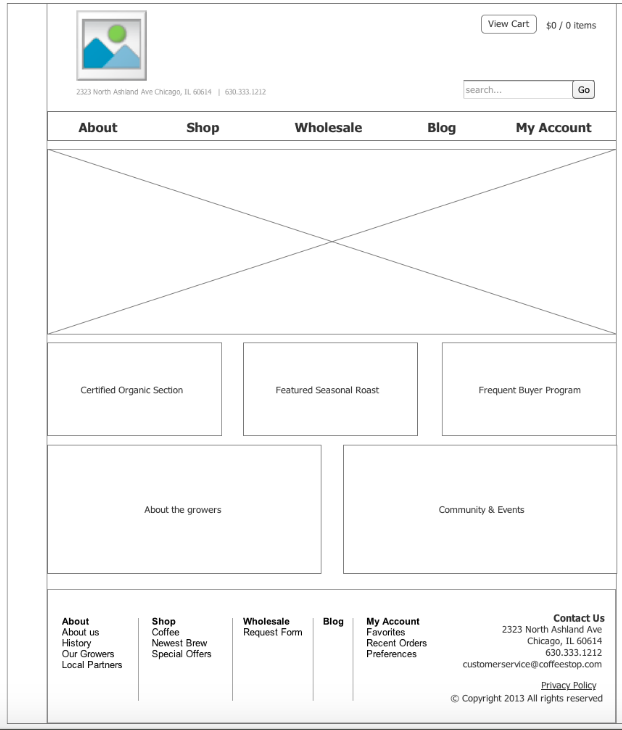 View Cart $0 / 0 items
2323 North Ashland Ave Chicago, IL 60614 | 630.333.1212
search... Go
About Shop Wholesale Blog My Account
Certified Organic Section
Featured Seasonal Roast
Frequent Buyer Program
About the growers
Community & Events
About
About us
History
Our Growers
Local Partners
Shop
Coffee
Newest Brew
Special Offers
Wholesale
Request Form
Blog
My Account
Favorites
Recent Orders
Preferences
Contact Us
2323 North Ashland Ave
Chicago, IL 60614
630.333.1212
customerservice@coffeestop.com
Privacy Policy
© Copyright 2013 All rights reserved